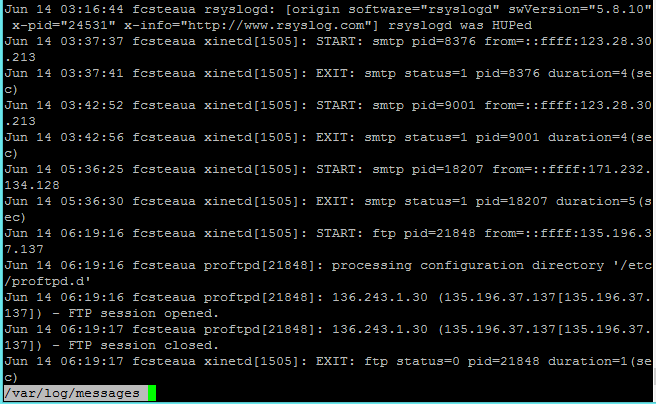 Jun 14 03:16:44 fcsteaua rsyslogd: [origin software="rsyslogd" swVersion="5.8.10"
 x-pid="24531" x-info="http://www.rsyslog.com"] rsyslogd was HUPed
Jun 14 03:37:37 fcsteaua xinetd[1505]: START: smtp pid=8376 from=::ffff:123.28.30
.213
Jun 14 03:37:41 fcsteaua xinetd[1505]: EXIT: smtp status=1 pid=8376 duration=4(se
c)
Jun 14 03:42:52 fcsteaua xinetd[1505]: START: smtp pid=9001 from=::ffff:123.28.30
.213
Jun 14 03:42:56 fcsteaua xinetd[1505]: EXIT: smtp status=1 pid=9001 duration=4(se
c)
Jun 14 05:36:25 fcsteaua xinetd[1505]: START: smtp pid=18207 from=::ffff:171.232.
134.128
Jun 14 05:36:30 fcsteaua xinetd[1505]: EXIT: smtp status=1 pid=18207 duration=5(s
ec)
Jun 14 06:19:16 fcsteaua xinetd[1505]: START: ftp pid=21848 from=::ffff:135.196.3
7.137
Jun 14 06:19:16 fcsteaua proftpd[21848]: processing configuration directory '/etc
/proftpd.d'
Jun 14 06:19:16 fcsteaua proftpd[21848]: 136.243.1.30 (135.196.37.137[135.196.37.
137]) - FTP session opened.
Jun 14 06:19:17 fcsteaua proftpd[21848]: 136.243.1.30 (135.196.37.137[135.196.37.
137]) - FTP session closed.
Jun 14 06:19:17 fcsteaua xinetd[1505]: EXIT: ftp status=0 pid=21848 duration=1(se
c)
/var/log/messages